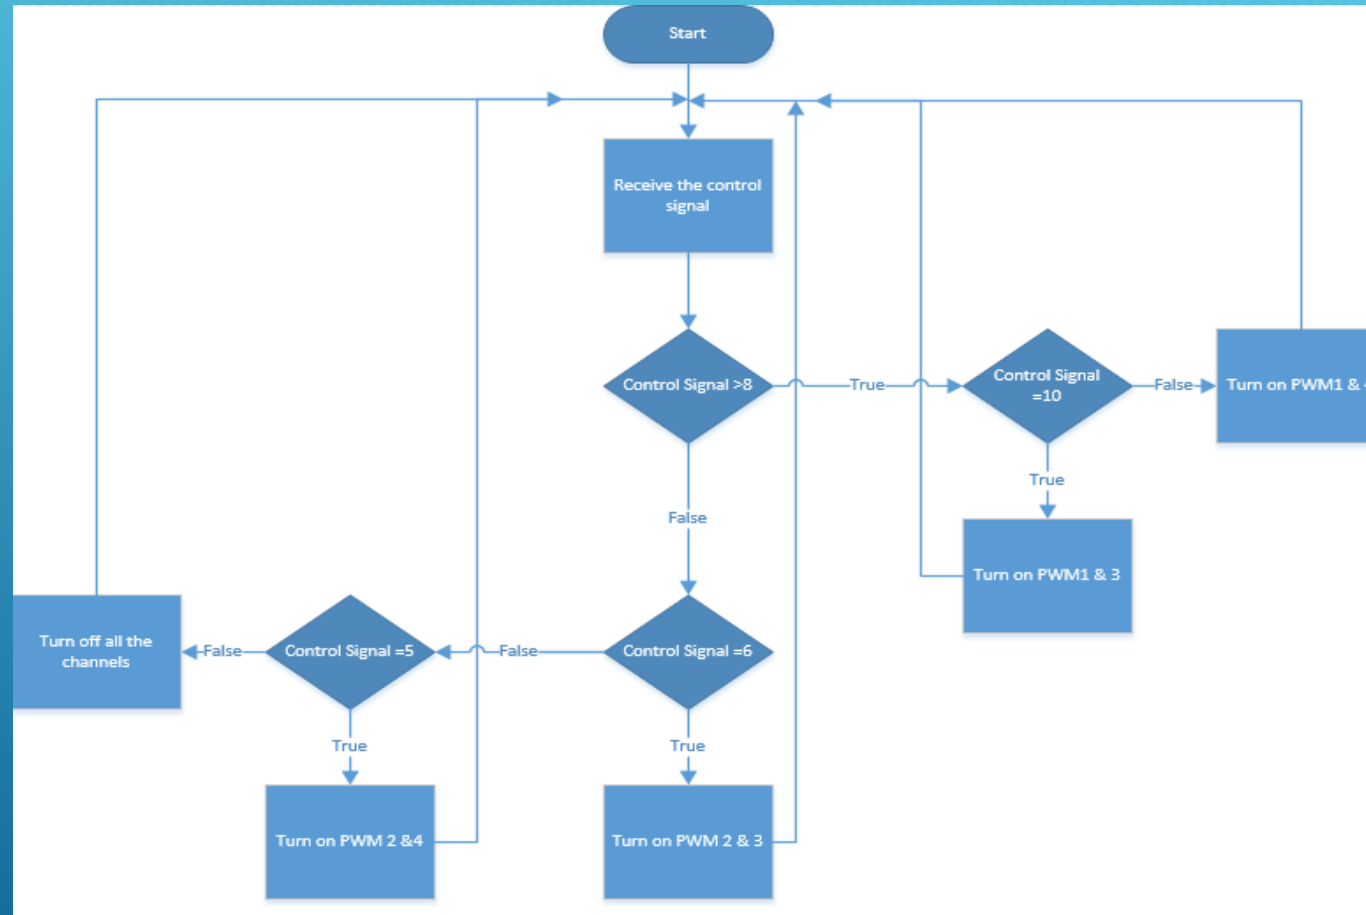 Start
Receive the control
signal
Control Signal >8
True
Control Signal
=10
False
Turn on PWM1 &
True
Turn on PWM1 & 3
False
Control Signal =6
False
Control Signal =5
False
Turn off all the
channels
True
Turn on PWM 2 &4
True
Turn on PWM 2 & 3